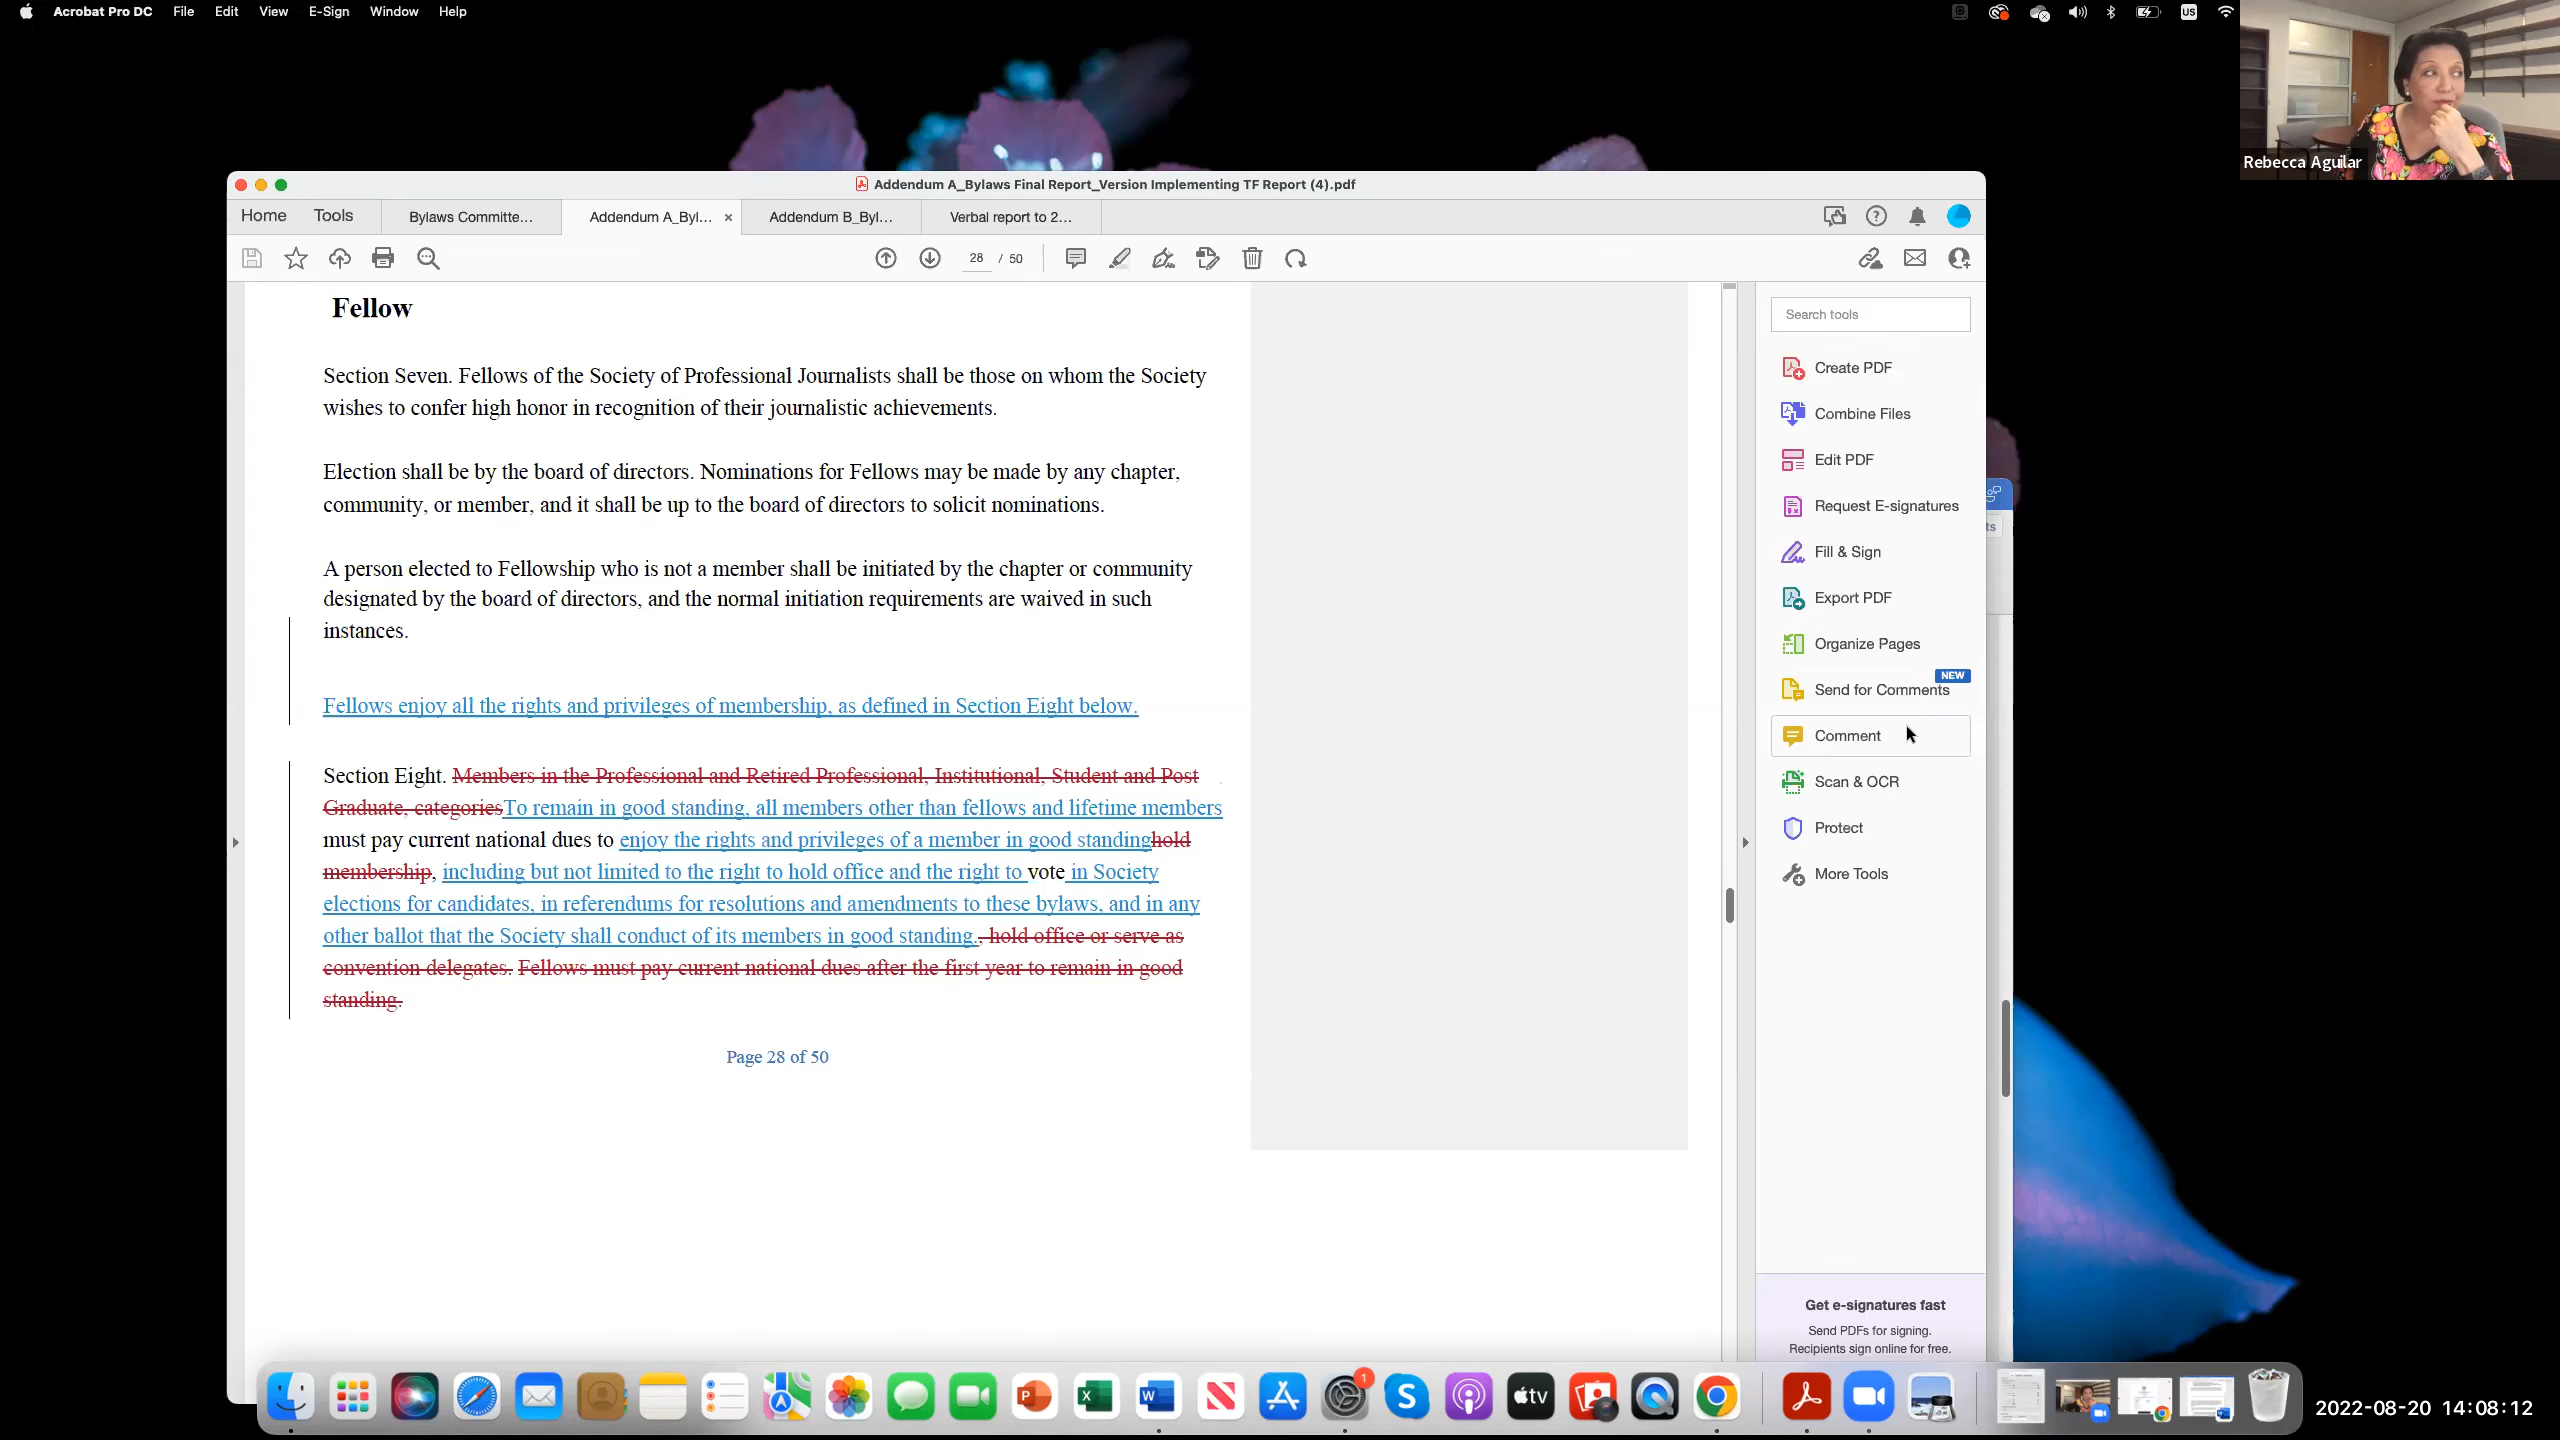 Acrobat Pro DC File Edit View E-Sign Window Help
US
Rebecca Aguilar
Addendum A_Bylaws Final Report_Version Implementing TF Report (4).pdf
Home Tools Bylaws Committe... Addendum A_Byl... × Addendum B_Byl... Verbal report to 2...
28 / 50
Fellow
Section Seven. Fellows of the Society of Professional Journalists shall be those on whom the Society
wishes to confer high honor in recognition of their journalistic achievements.
Election shall be by the board of directors. Nominations for Fellows may be made by any chapter,
community, or member, and it shall be up to the board of directors to solicit nominations.
A person elected to Fellowship who is not a member shall be initiated by the chapter or community
designated by the board of directors, and the normal initiation requirements are waived in such
instances.
Fellows enjoy all the rights and privileges of membership, as defined in Section Eight below.
Section Eight. Members in the Professional and Retired Professional, Institutional, Student and Post
Graduate, categoriesTo remain in good standing, all members other than fellows and lifetime members
must pay current national dues to enjoy the rights and privileges of a member in good standinghold
membership, including but not limited to the right to hold office and the right to vote in Society
elections for candidates, in referendums for resolutions and amendments to these bylaws, and in any
other ballot that the Society shall conduct of its members in good standing., hold office or serve as
convention delegates. Fellows must pay current national dues after the first year to remain in good
standing.
Page 28 of 50
Search tools
Create PDF
Combine Files
Edit PDF
Request E-signatures
Fill & Sign
Export PDF
Organize Pages
NEW
Send for Comments
Comment
Scan & OCR
Protect
More Tools
ts
Get e-signatures fast
Send PDFs for signing.
Recipients sign online for free.
1
tv
2022-08-20 14:08:12